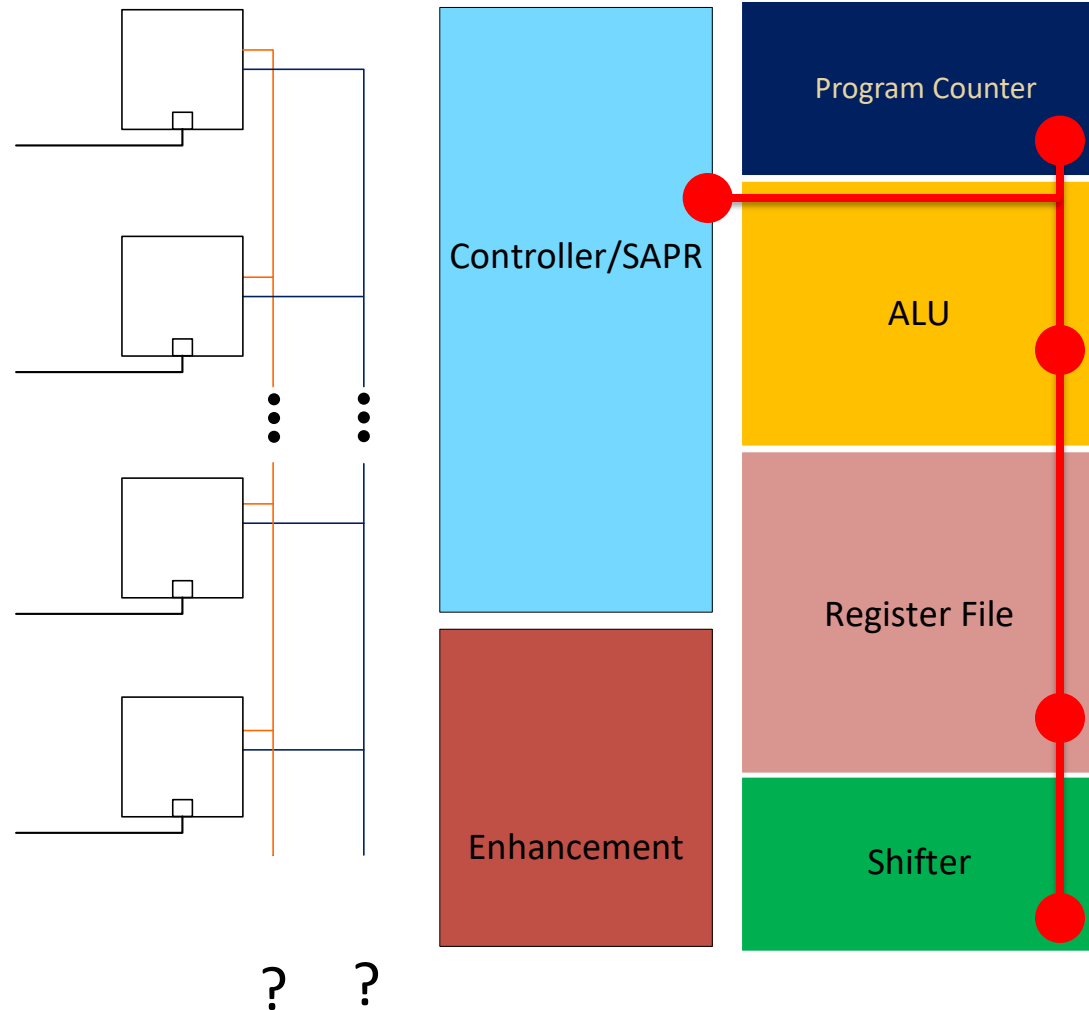 Program Counter
Controller/SAPR
ALU
Register File
Enhancement
Shifter
? ?